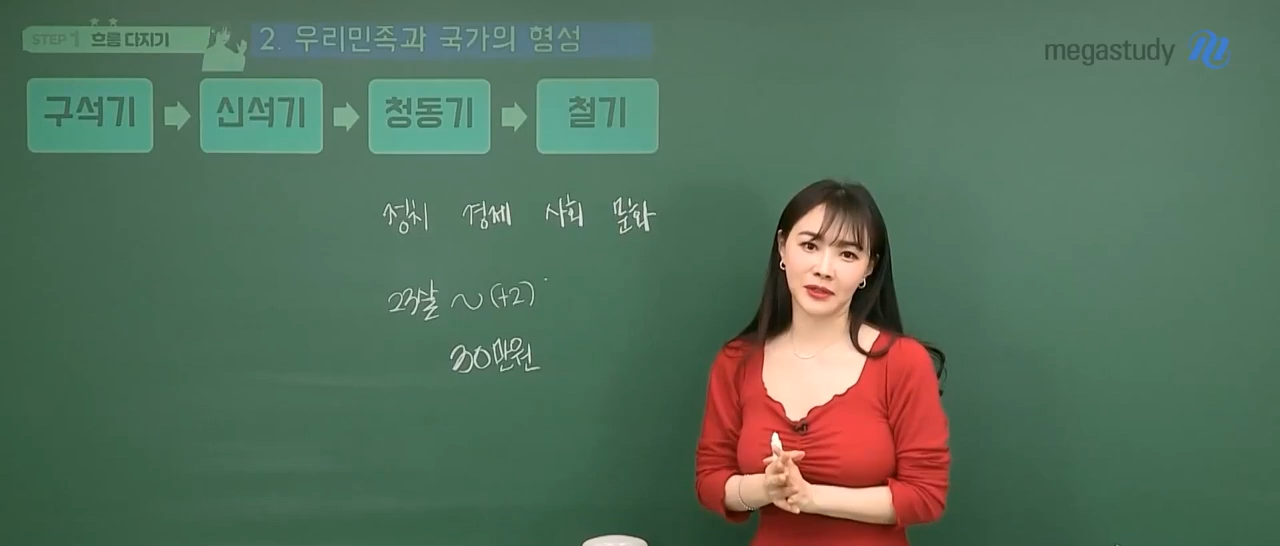 STEP 1 흐름 다지기
2. 우리민족과 국가의 형성
megastudy
구석기 신석기 청동기 철기
정치 경제 사회 문화
23살 ~ (+2)
30만원